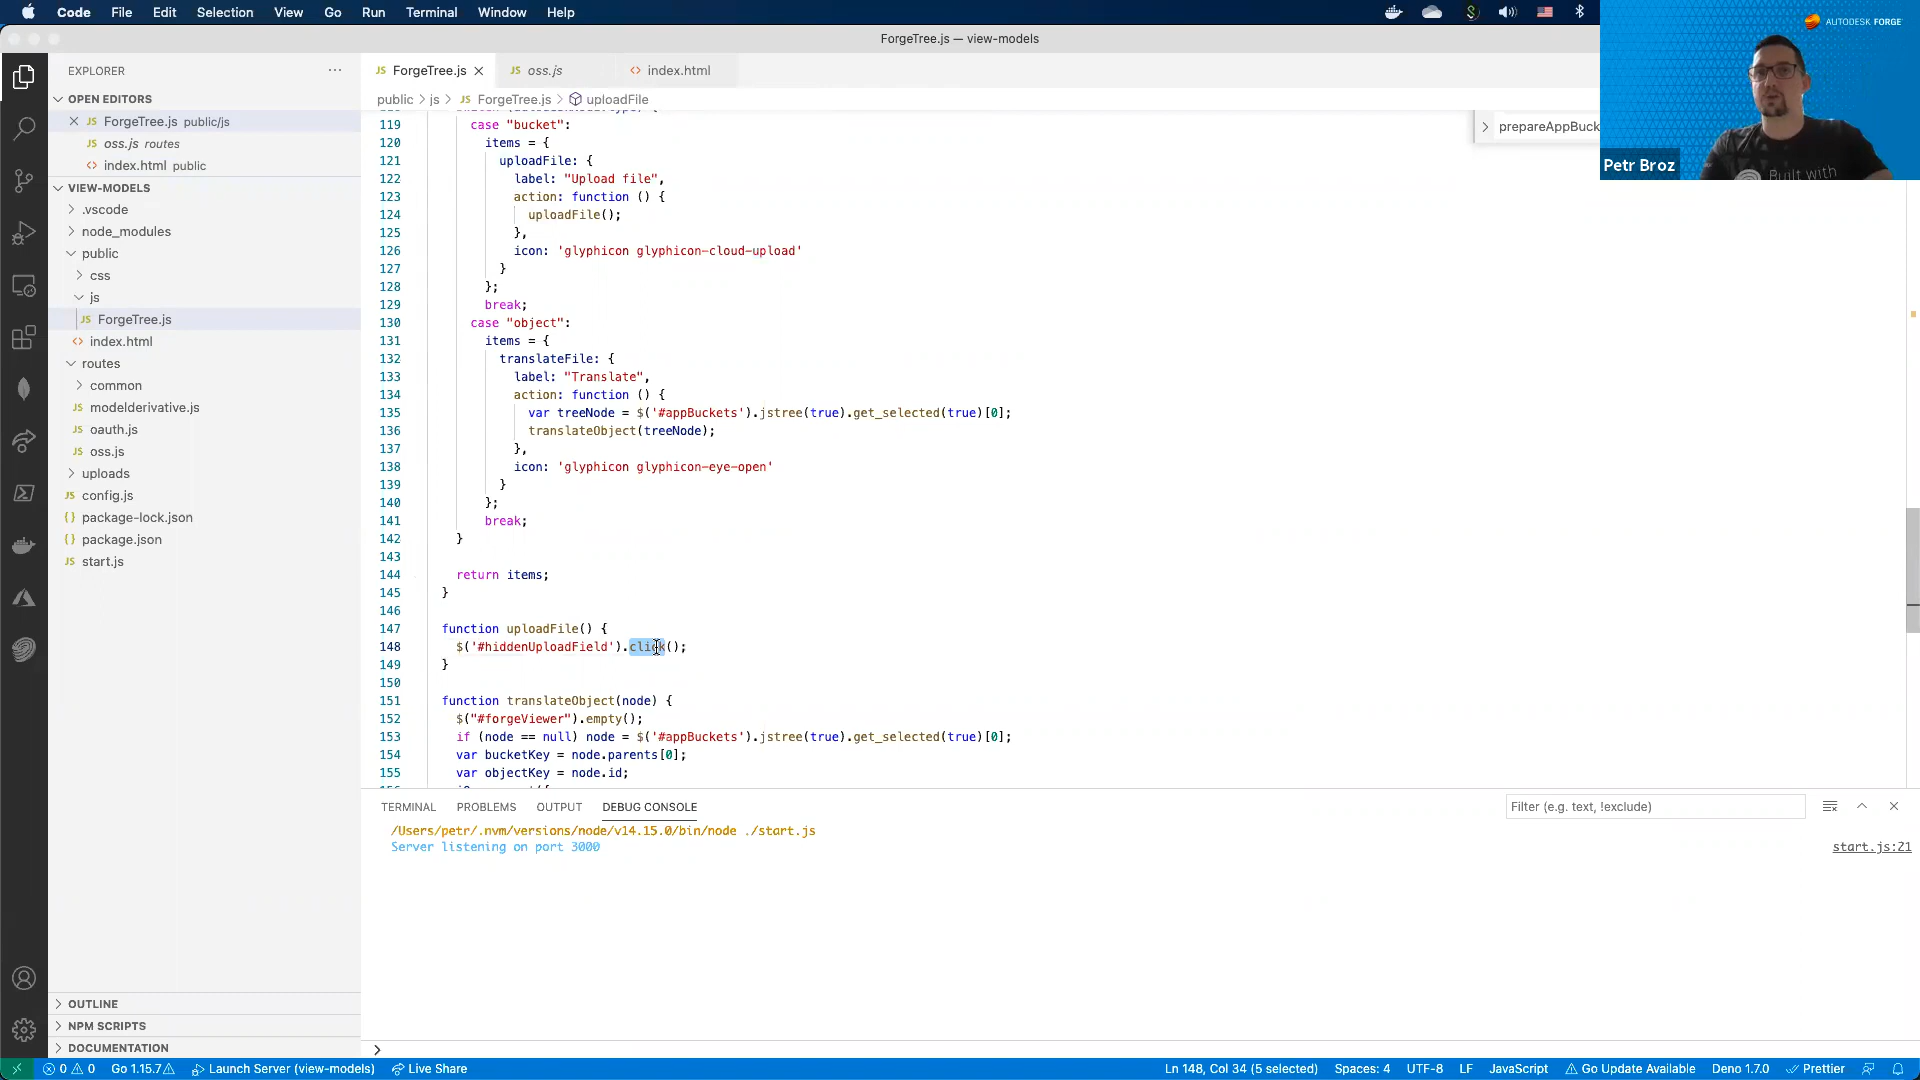 Code File Edit Selection View Go Run Terminal Window Help
ForgeTree.js — view-models
AUTODESK FORGE
Petr Broz
Built with
EXPLORER
OPEN EDITORS
ForgeTree.js public/js
oss.js routes
index.html public
VIEW-MODELS
.vscode
node_modules
public
css
js
JS ForgeTree.js
index.html
routes
common
JS modelderivative.js
JS oauth.js
JS oss.js
uploads
JS config.js
{} package-lock.json
{} package.json
JS start.js
OUTLINE
NPM SCRIPTS
DOCUMENTATION
JS ForgeTree.js JS oss.js <> index.html
public > js > JS ForgeTree.js > uploadFile
prepareAppBuck
119 case "bucket":
120 items = {
121 uploadFile: {
122 label: "Upload file",
123 action: function () {
124 uploadFile();
125 },
126 icon: 'glyphicon glyphicon-cloud-upload'
127 }
128 };
129 break;
130 case "object":
131 items = {
132 translateFile: {
133 label: "Translate",
134 action: function () {
135 var treeNode = $('#appBuckets').jstree(true).get_selected(true)[0];
136 translateObject(treeNode);
137 },
138 icon: 'glyphicon glyphicon-eye-open'
139 }
140 };
141 break;
142 }
143
144 return items;
145 }
146
147 function uploadFile() {
148 $('#hiddenUploadField').click();
149 }
150
151 function translateObject(node) {
152 $("#forgeViewer").empty();
153 if (node == null) node = $('#appBuckets').jstree(true).get_selected(true)[0];
154 var bucketKey = node.parents[0];
155 var objectKey = node.id;
TERMINAL PROBLEMS OUTPUT DEBUG CONSOLE
Filter (e.g. text, !exclude)
/Users/petr/.nvm/versions/node/v14.15.0/bin/node ./start.js
Server listening on port 3000
start.js:21
0 0 Go 1.15.7 Launch Server (view-models) Live Share
Ln 148, Col 34 (5 selected) Spaces: 4 UTF-8 LF JavaScript Go Update Available Deno 1.7.0 Prettier